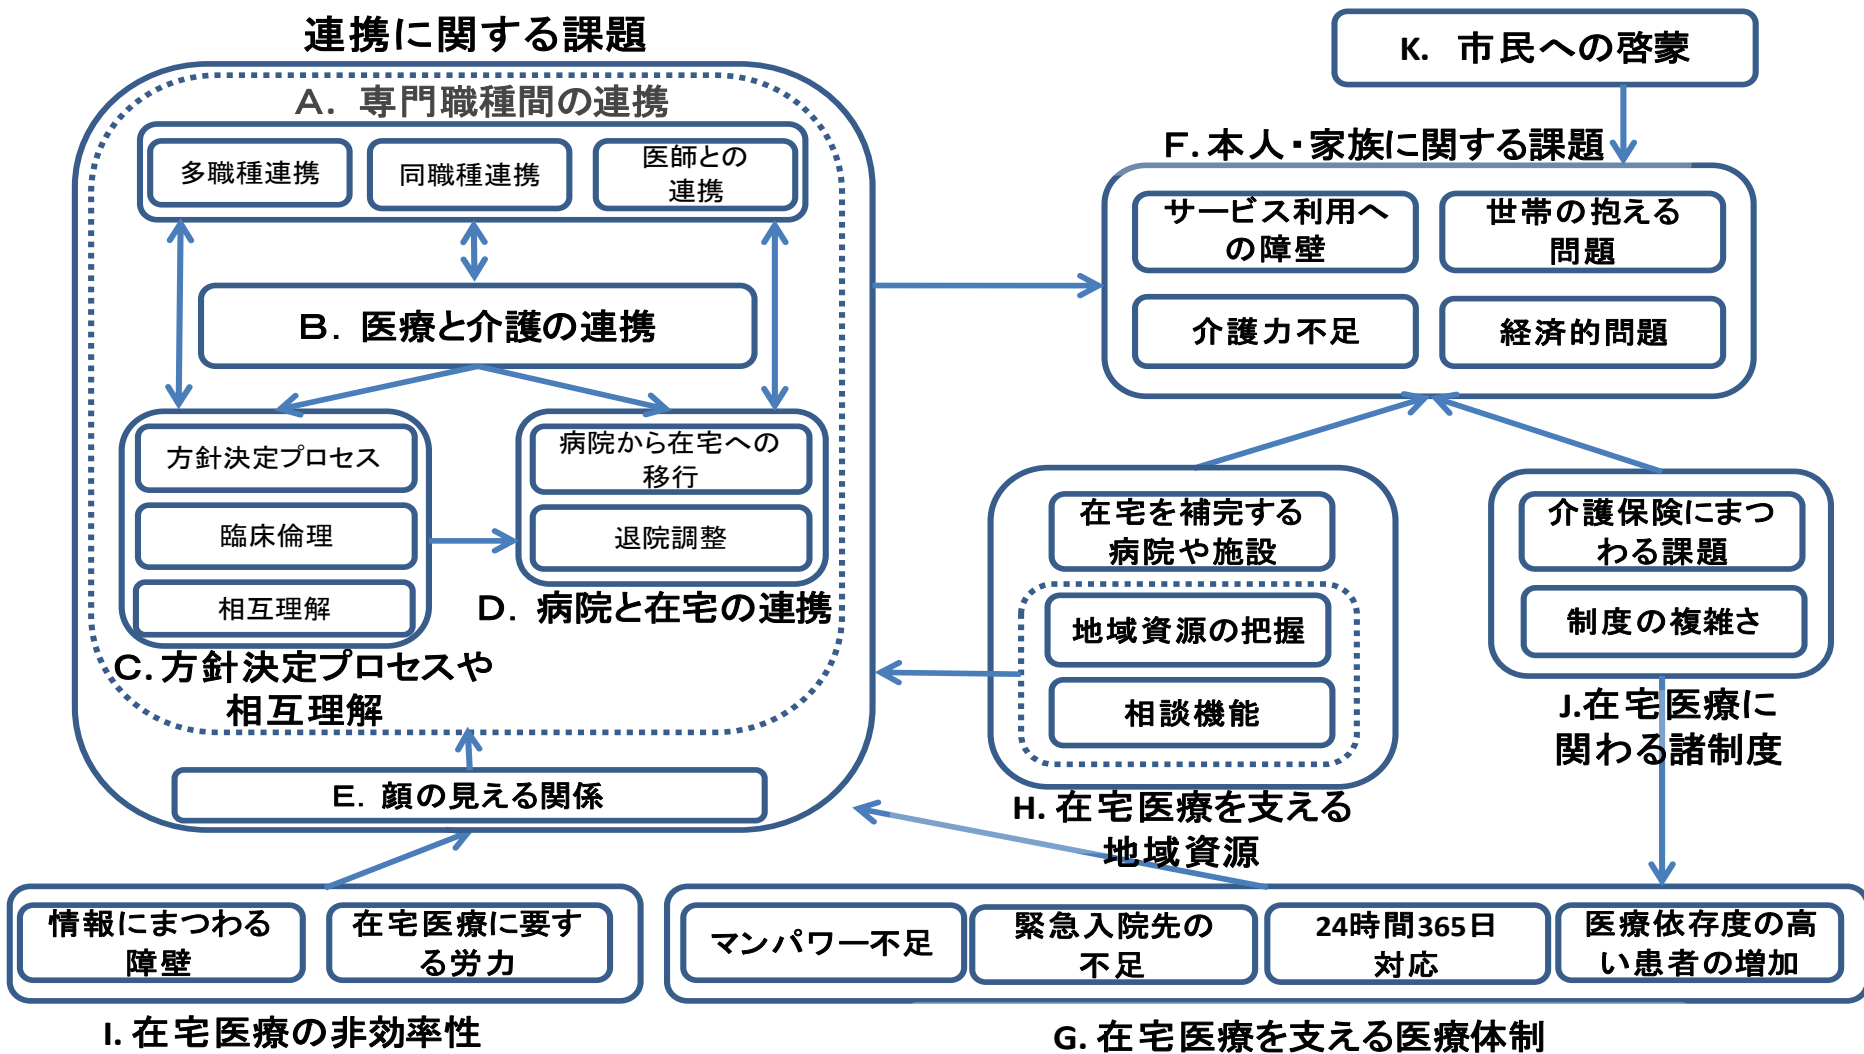 連携に関する課題
A. 専門職種間の連携
多職種連携
同職種連携
医師との
連携
B. 医療と介護の連携
方針決定プロセス
臨床倫理
相互理解
C.方針決定プロセスや
相互理解
病院から在宅への
移行
退院調整
D. 病院と在宅の連携
E. 顔の見える関係
K. 市民への啓蒙
F.本人・家族に関する課題
サービス利用へ
の障壁
世帯の抱える
問題
介護力不足
経済的問題
在宅を補完する
病院や施設
地域資源の把握
相談機能
H.在宅医療を支える
地域資源
介護保険にまつ
わる課題
制度の複雑さ
J.在宅医療に
関わる諸制度
情報にまつわる
障壁
在宅医療に要す
る労力
I.在宅医療の非効率性
マンパワー不足
緊急入院先の
不足
24時間365日
対応
医療依存度の高
い患者の増加
G.在宅医療を支える医療体制